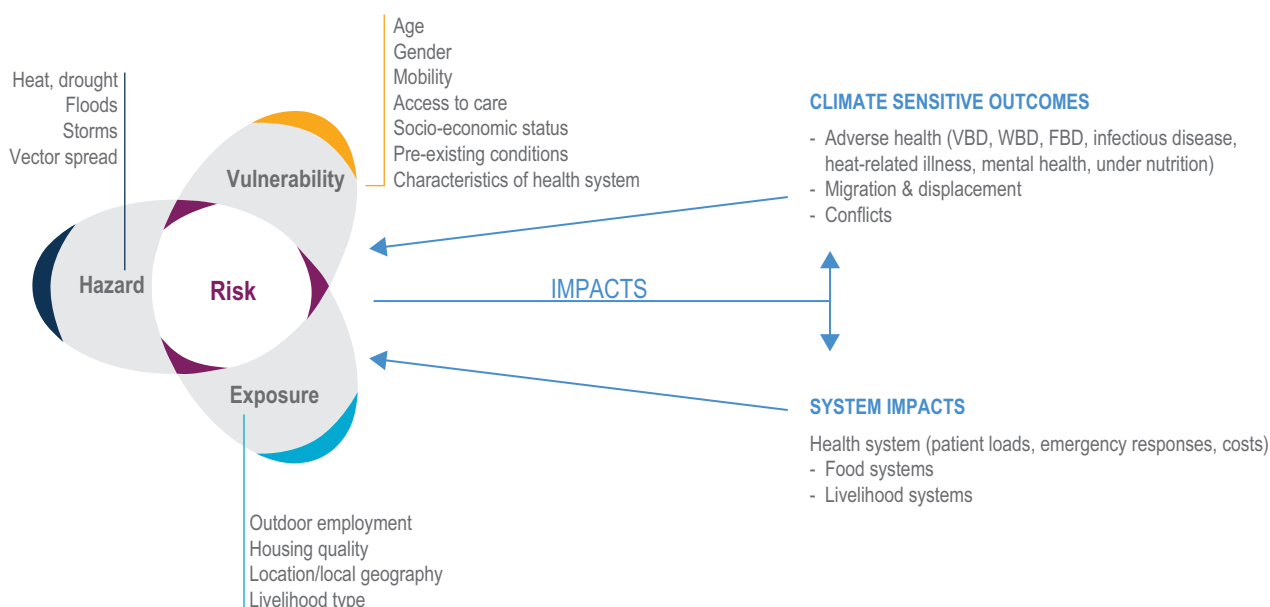 Heat, drought
Floods
Storms
Vector spread
Hazard
Age
Gender
Mobility
Access to care
Socio-economic status
Pre-existing conditions
Characteristics of health system
Vulnerability
Risk
Exposure
Outdoor employment
Housing quality
Location/local geography
Livelihood type
IMPACTS
CLIMATE SENSITIVE OUTCOMES
- Adverse health (VBD, WBD, FBD, infectious disease,
heat-related illness, mental health, under nutrition)
- Migration & displacement
- Conflicts
SYSTEM IMPACTS
Health system (patient loads, emergency responses, costs)
- Food systems
- Livelihood systems